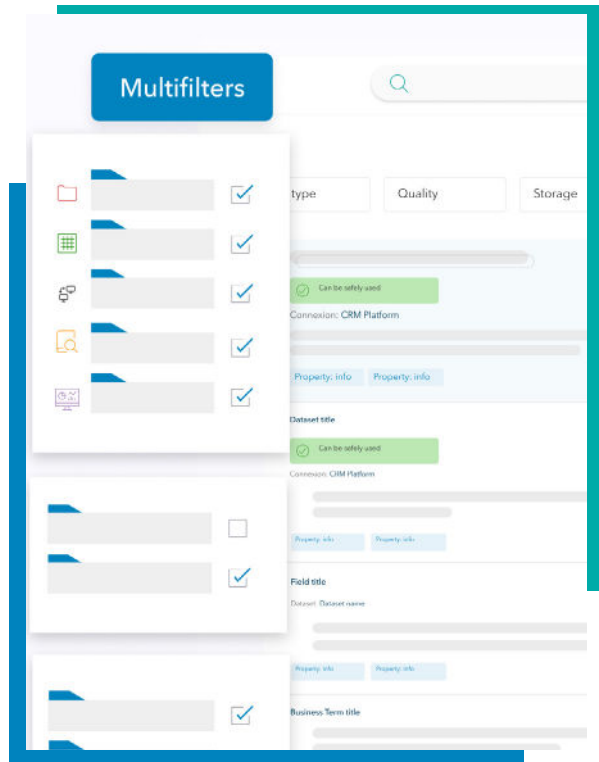 Multifilters
type
Quality
Storage
Can be safely used
Connexion: CRM Platform
Property: info Property: info
Dataset title
Can be safely used
Connexion: CRM Platform
Property: info Property: info
Field title
Dataset: Dataset name
Property: info Property: info
Business Term title